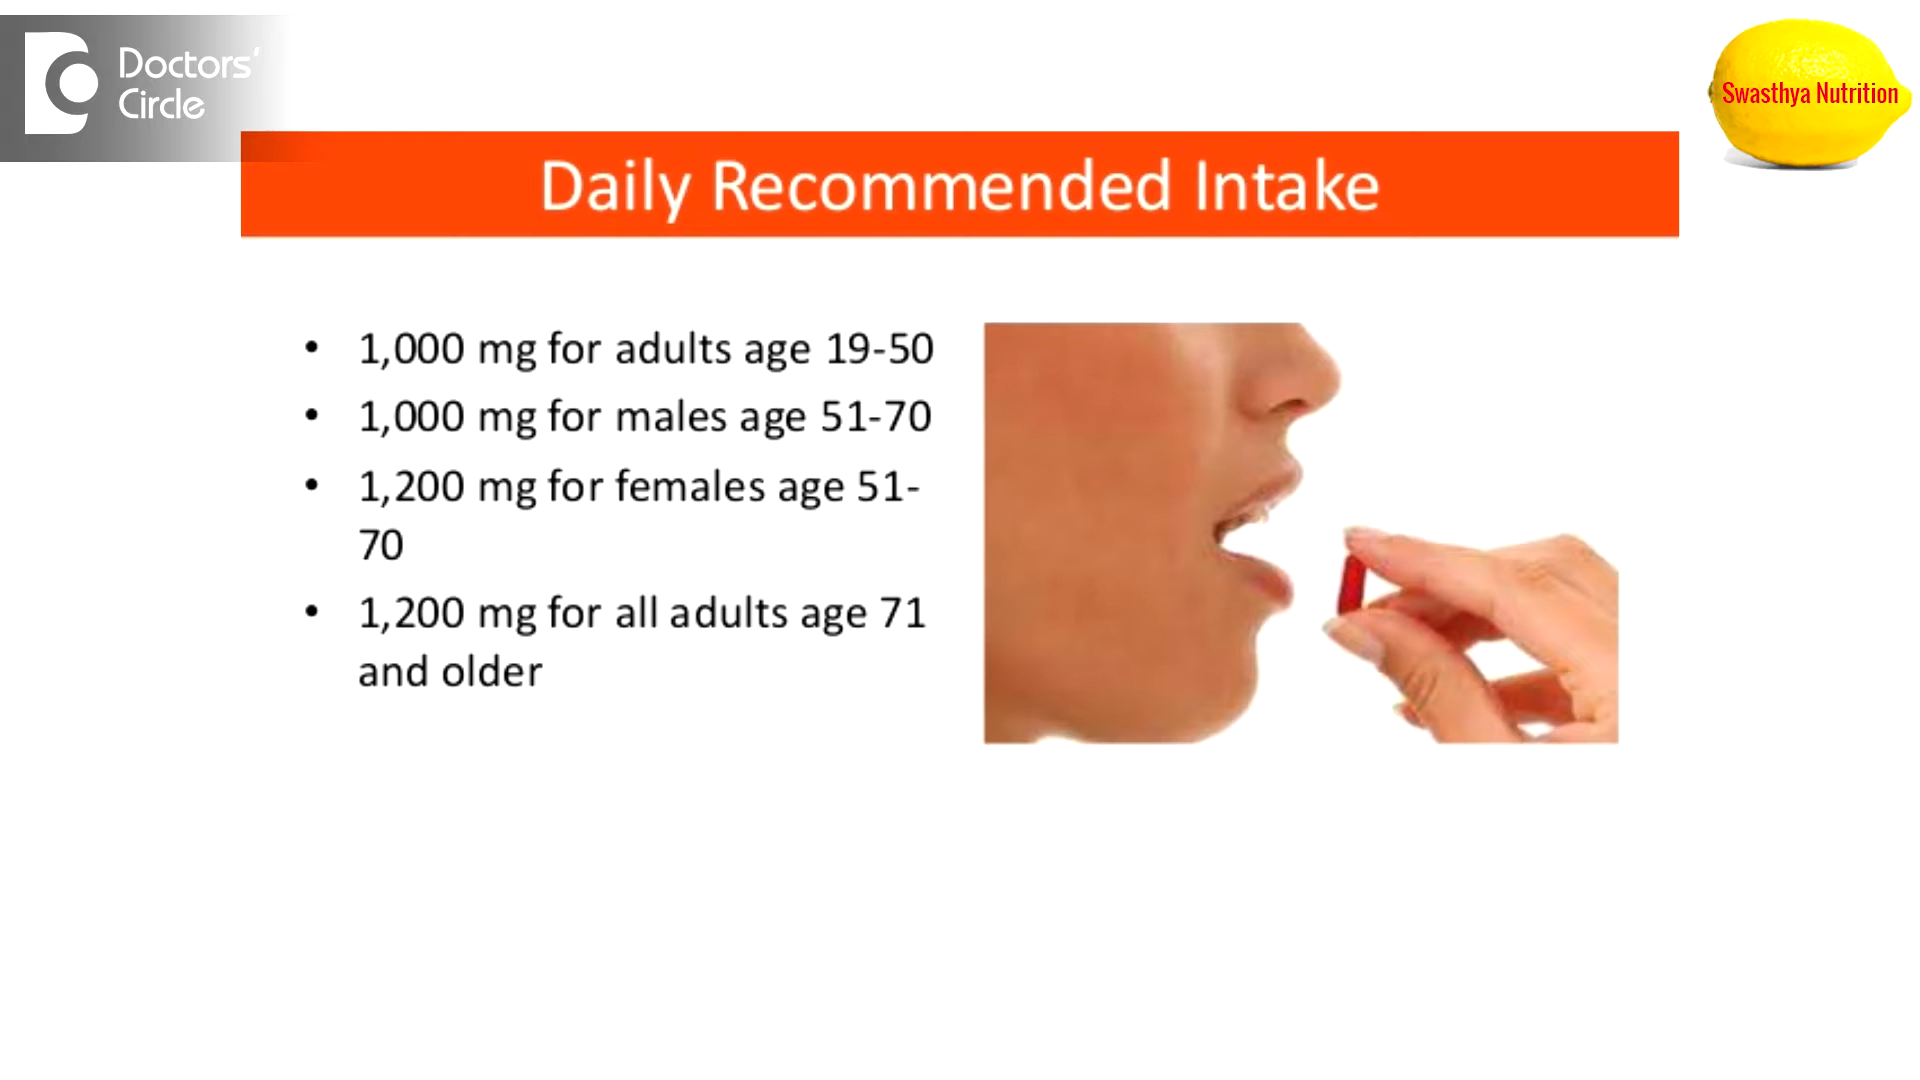 Doctors'
Circle
Swasthya Nutrition
Daily Recommended Intake
• 1,000 mg for adults age 19-50
• 1,000 mg for males age 51-70
• 1,200 mg for females age 51-
70
• 1,200 mg for all adults age 71
and older